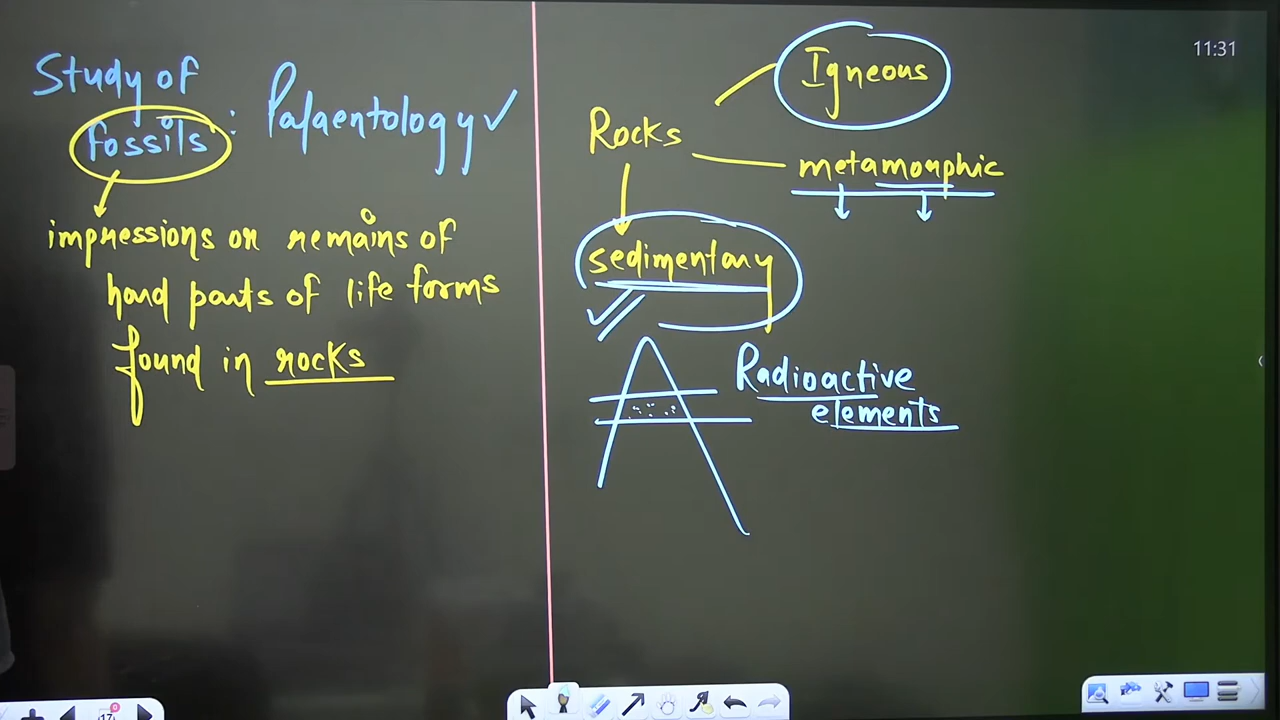 Study of
fossils : Palaentology ✓
impressions or remains of
hard parts of life forms
found in rocks
Igneous
Rocks
metamorphic
sedimentary
Radioactive
elements
11:31
17